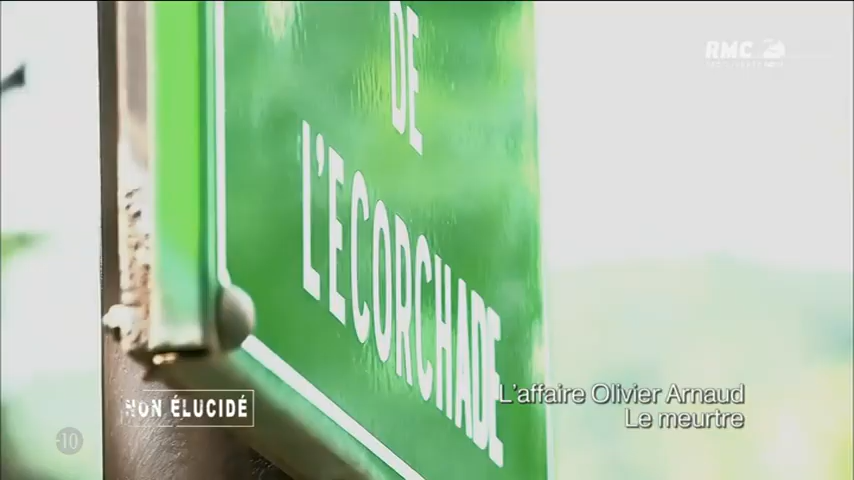 DE
L'ECORCHADE
RMC
NON ÉLUCIDÉ
L'affaire Olivier Arnaud
Le meurtre
-10